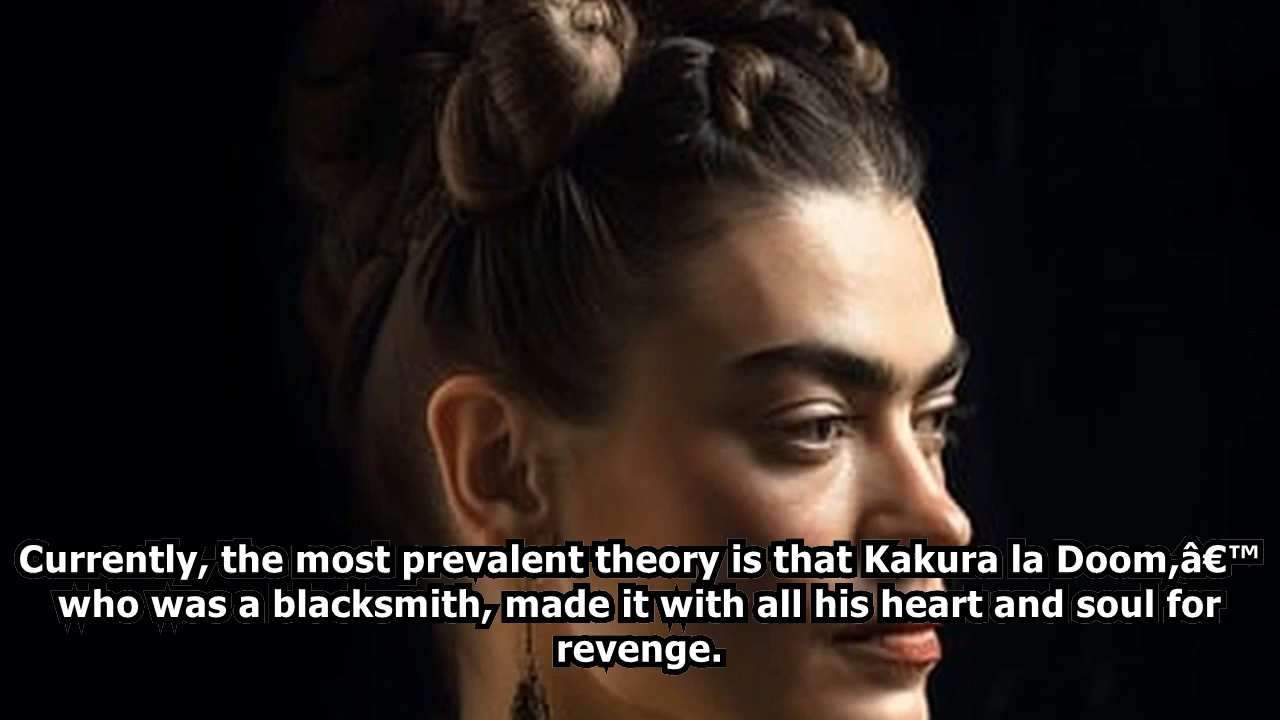 Currently, the most prevalent theory is that Kakura la Doom,â€™
who was a blacksmith, made it with all his heart and soul for
revenge.